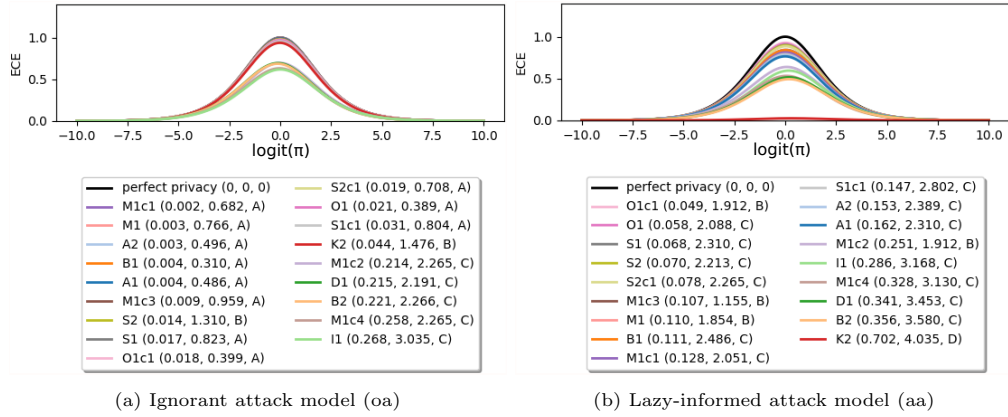 1.0
0.5
0.0
ECE
−10.0 −7.5 −5.0 −2.5 0.0 2.5 5.0 7.5 10.0
logit(π)
perfect privacy (0, 0, 0)
M1c1 (0.002, 0.682, A)
M1 (0.003, 0.766, A)
A2 (0.003, 0.496, A)
B1 (0.004, 0.310, A)
A1 (0.004, 0.486, A)
M1c3 (0.009, 0.959, A)
S2 (0.014, 1.310, B)
S1 (0.017, 0.823, A)
O1c1 (0.018, 0.399, A)
S2c1 (0.019, 0.708, A)
O1 (0.021, 0.389, A)
S1c1 (0.031, 0.804, A)
K2 (0.044, 1.476, B)
M1c2 (0.214, 2.265, C)
D1 (0.215, 2.191, C)
B2 (0.221, 2.266, C)
M1c4 (0.258, 2.265, C)
I1 (0.268, 3.035, C)
(a) Ignorant attack model (oa)
1.0
0.5
0.0
ECE
−10.0 −7.5 −5.0 −2.5 0.0 2.5 5.0 7.5 10.0
logit(π)
perfect privacy (0, 0, 0)
O1c1 (0.049, 1.912, B)
O1 (0.058, 2.088, C)
S1 (0.068, 2.310, C)
S2 (0.070, 2.213, C)
S2c1 (0.078, 2.265, C)
M1c3 (0.107, 1.155, B)
M1 (0.110, 1.854, B)
B1 (0.111, 2.486, C)
M1c1 (0.128, 2.051, C)
S1c1 (0.147, 2.802, C)
A2 (0.153, 2.389, C)
A1 (0.162, 2.310, C)
M1c2 (0.251, 1.912, B)
I1 (0.286, 3.168, C)
M1c4 (0.328, 3.130, C)
D1 (0.341, 3.453, C)
B2 (0.356, 3.580, C)
K2 (0.702, 4.035, D)
(b) Lazy-informed attack model (aa)